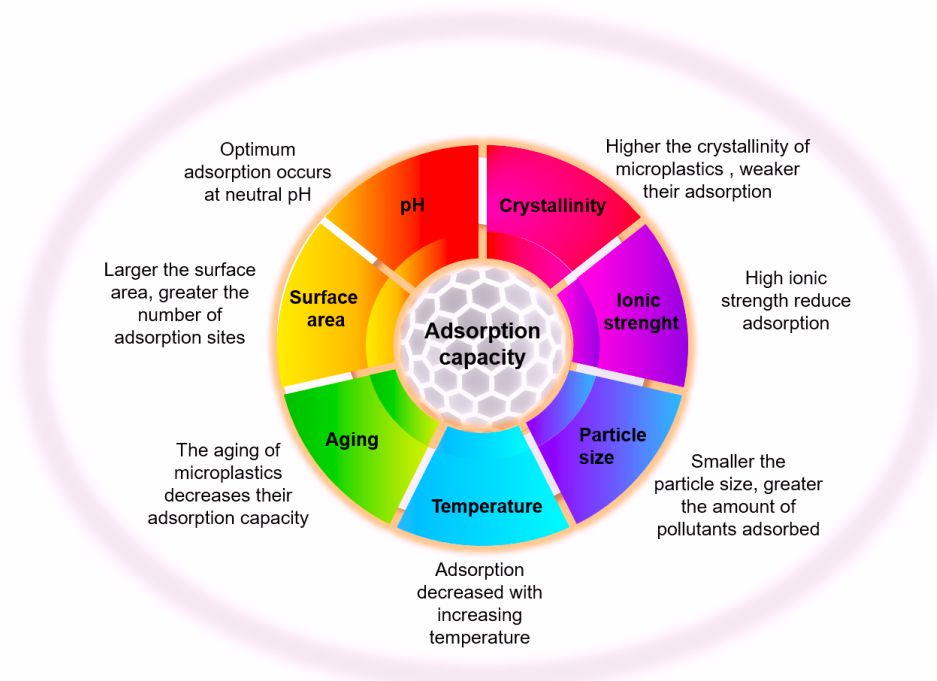 Optimum
adsorption occurs
at neutral pH
Higher the crystallinity of
microplastics , weaker
their adsorption
pH
Crystallinity
Larger the surface
area, greater the
number of
adsorption sites
Surface
area
Ionic
strenght
High ionic
strength reduce
adsorption
Adsorption
capacity
The aging of
microplastics
decreases their
adsorption capacity
Aging
Particle
size
Smaller the
particle size, greater
the amount of
pollutants adsorbed
Temperature
Adsorption
decreased with
increasing
temperature